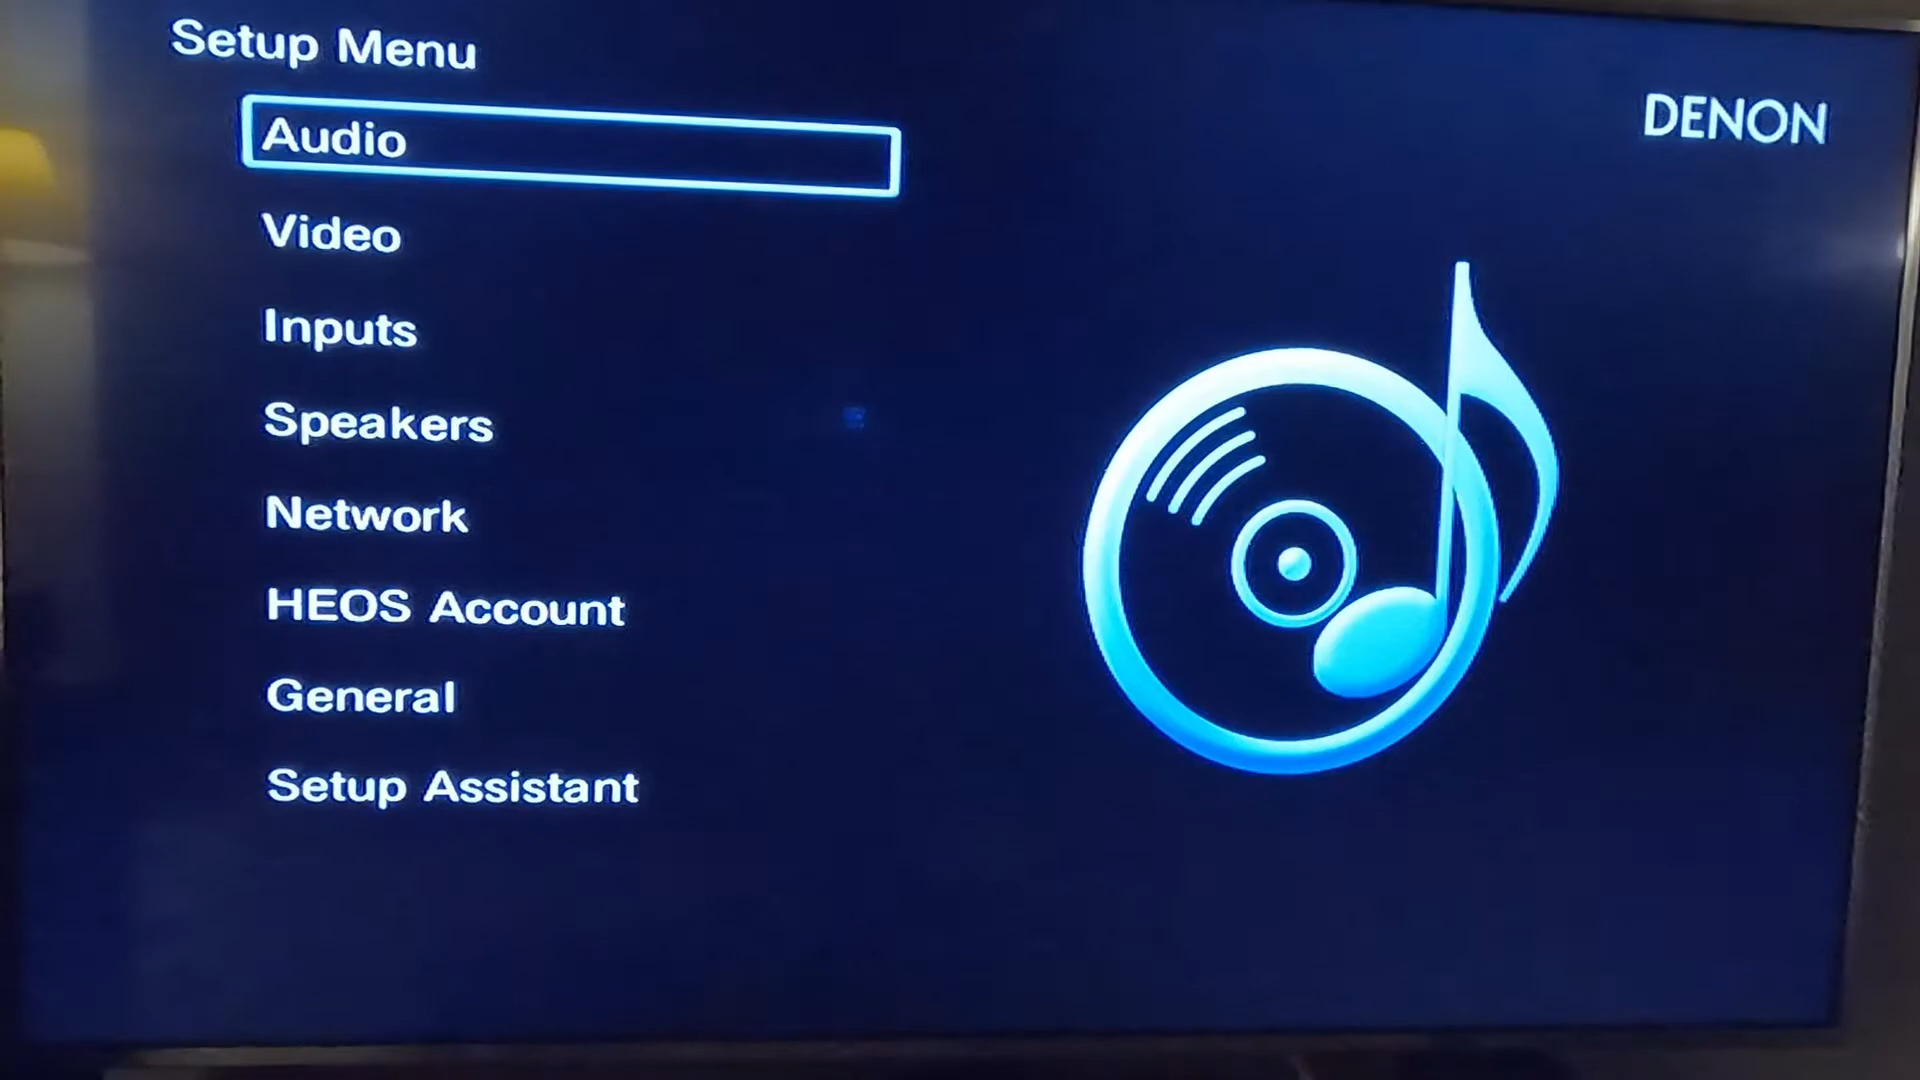 Setup Menu
DENON
Audio
Video
Inputs
Speakers
Network
HEOS Account
General
Setup Assistant